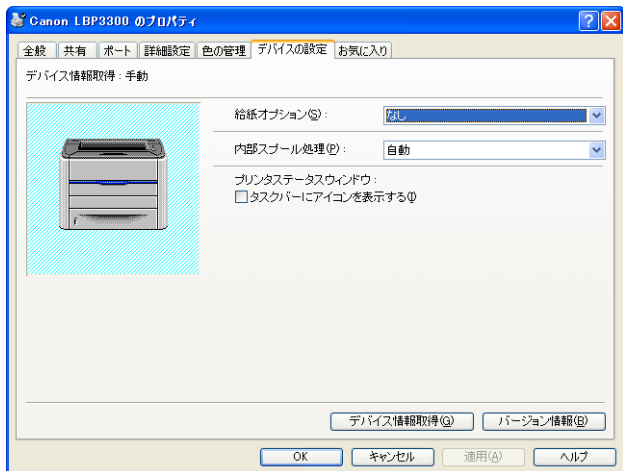 Canon LBP3300 のプロパティ
全般 共有 ポート 詳細設定 色の管理 デバイスの設定 お気に入り
デバイス情報取得 : 手動
給紙オプション(S) : なし
内部スプール処理(P) : 自動
プリンタステータスウィンドウ :
タスクバーにアイコンを表示する(I)
デバイス情報取得(G) バージョン情報(B)
OK キャンセル 適用(A) ヘルプ